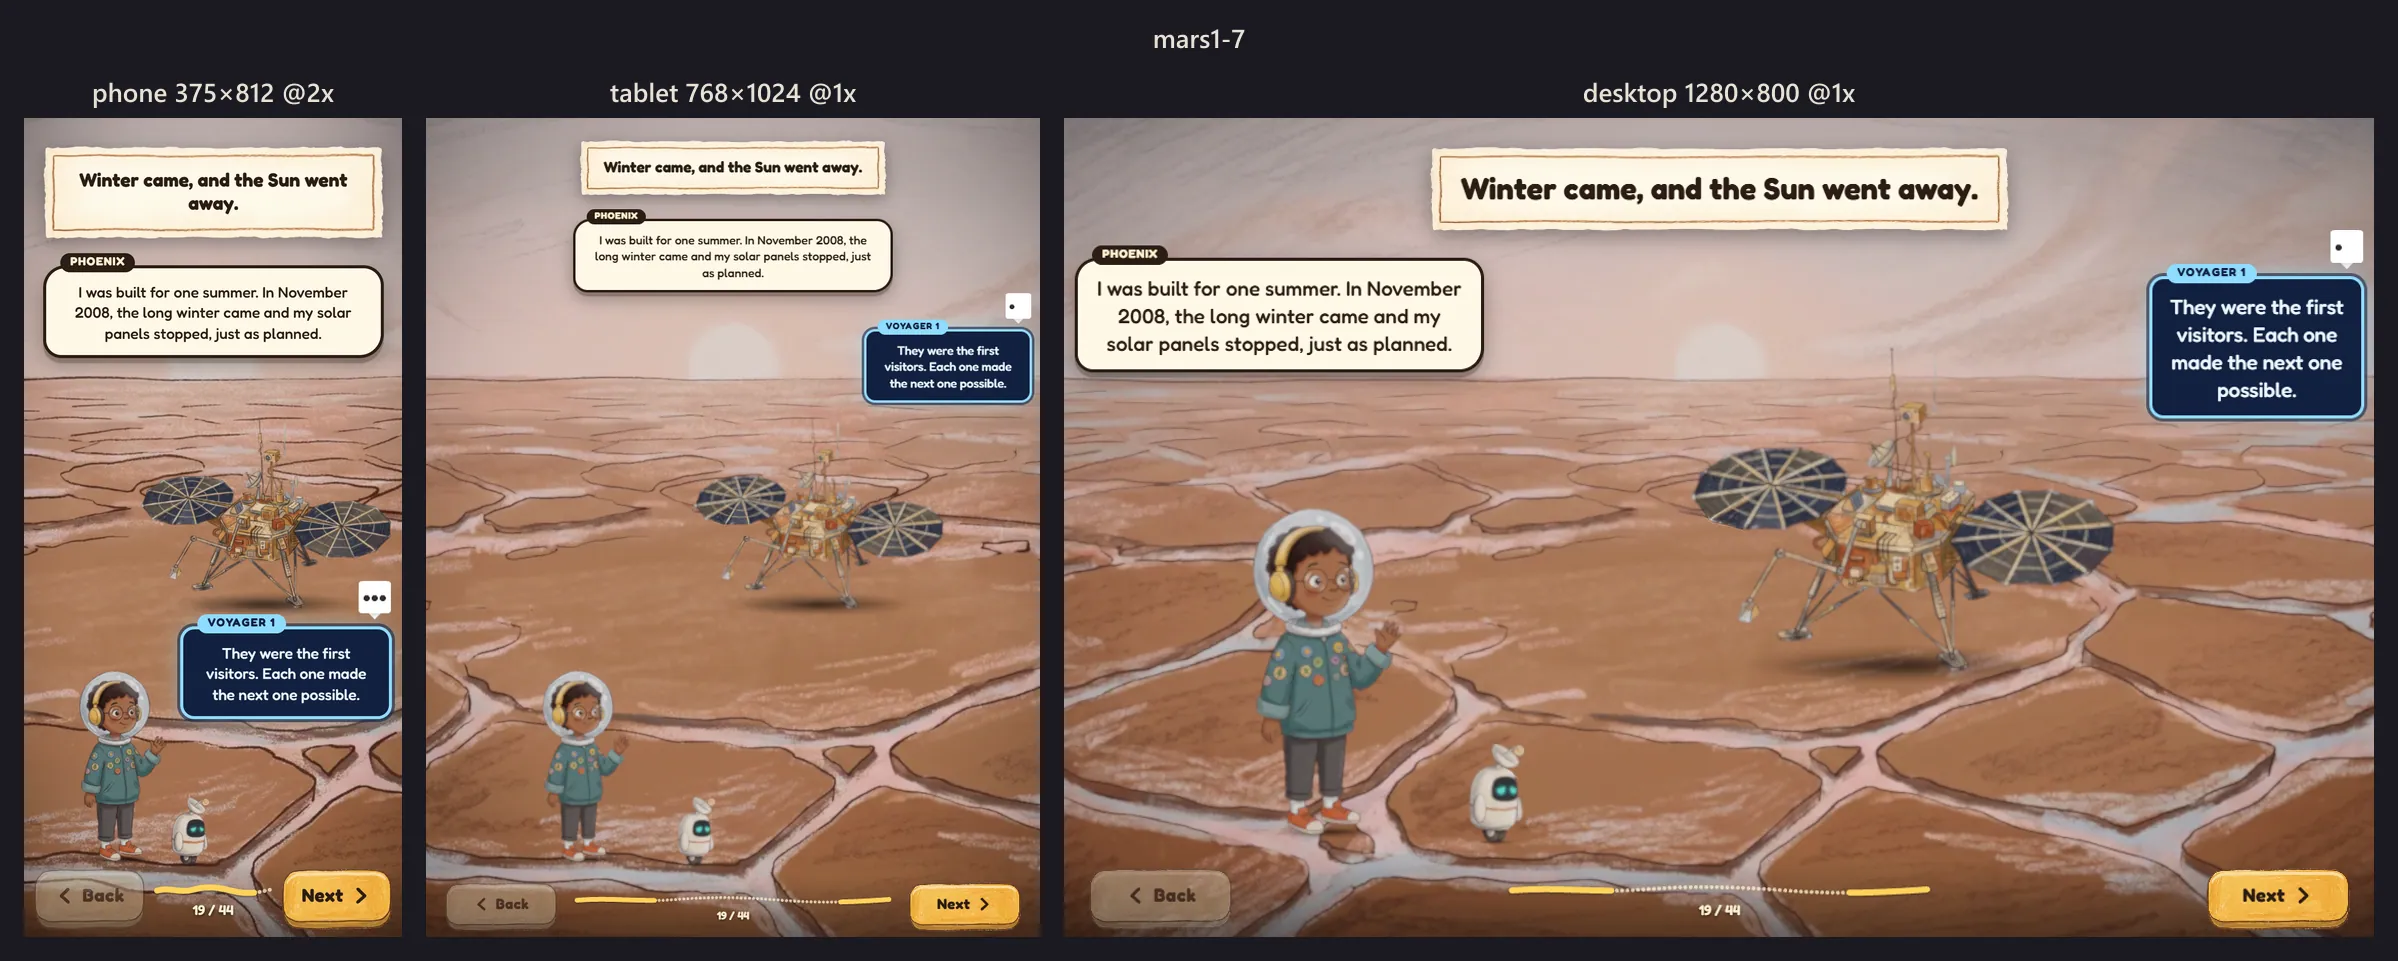 mars1-7
phone 375×812 @2x
Winter came, and the Sun went
away.
PHOENIX
I was built for one summer. In November
2008, the long winter came and my solar
panels stopped, just as planned.
VOYAGER 1
They were the first
visitors. Each one made
the next one possible.
Back
19 / 44
Next
tablet 768×1024 @1x
Winter came, and the Sun went away.
PHOENIX
I was built for one summer. In November 2008, the
long winter came and my solar panels stopped, just
as planned.
VOYAGER 1
They were the first
visitors. Each one made
the next one possible.
Back
19 / 44
Next
desktop 1280×800 @1x
Winter came, and the Sun went away.
PHOENIX
I was built for one summer. In November
2008, the long winter came and my
solar panels stopped, just as planned.
VOYAGER 1
They were the first
visitors. Each one
made the next one
possible.
Back
19 / 44
Next